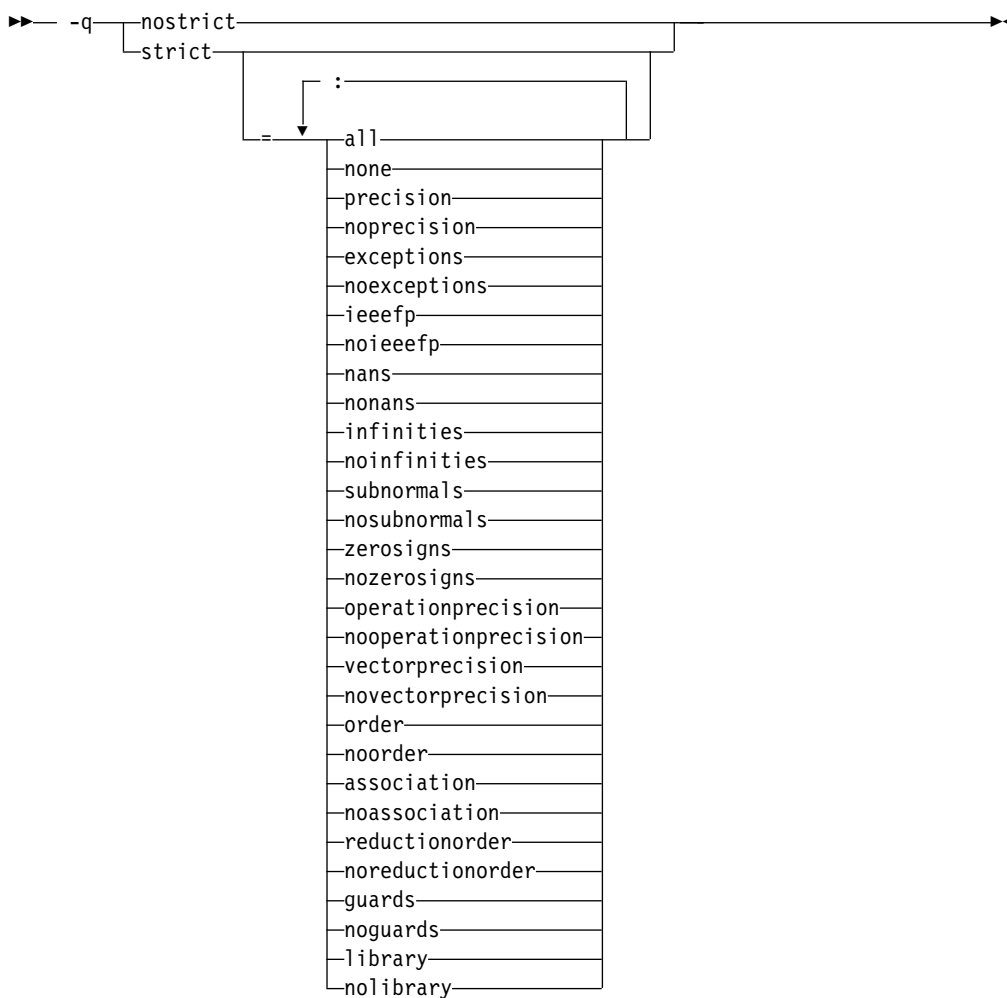 -q nostrict
strict
:
= all
none
precision
noprecision
exceptions
noexceptions
ieeefp
noieeefp
nans
nonans
infinities
noinfinities
subnormals
nosubnormals
zerosigns
nozerosigns
operationprecision
nooperationprecision
vectorprecision
novectorprecision
order
noorder
association
noassociation
reductionorder
noreductionorder
guards
noguards
library
nolibrary